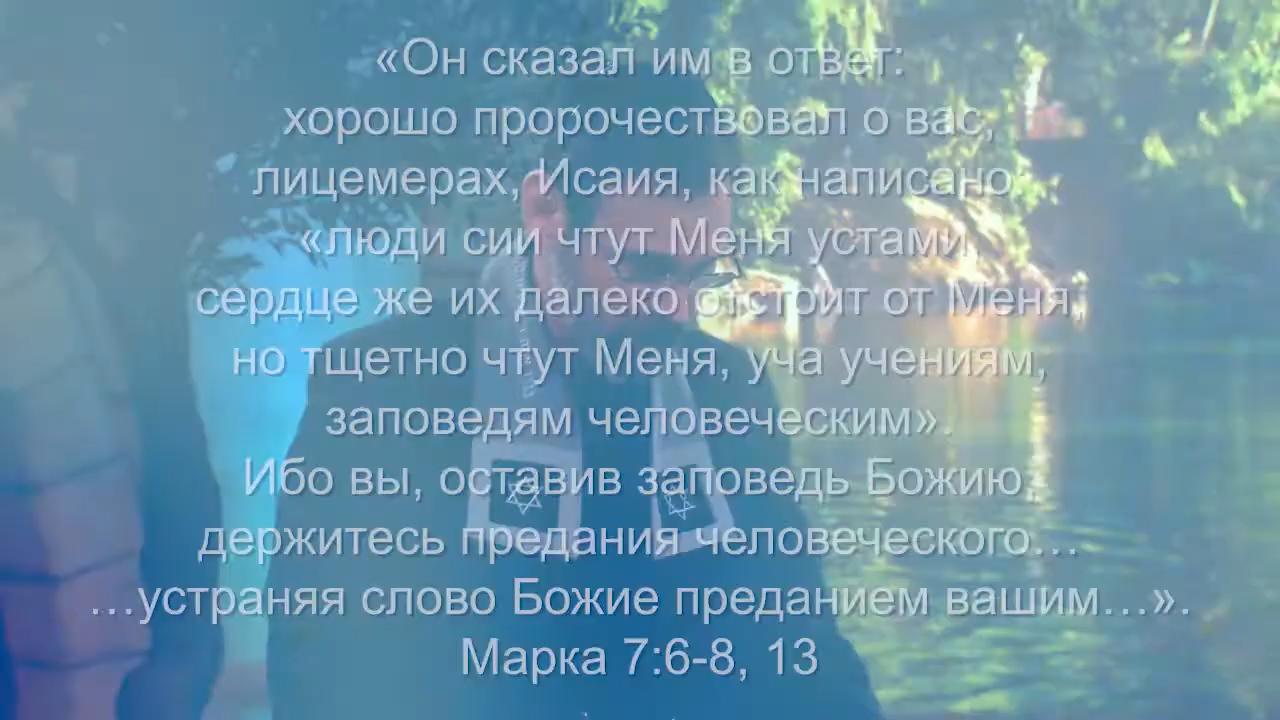 «Он сказал им в ответ:
хорошо пророчествовал о вас,
лицемерах, Исаия, как написано:
«люди сии чтут Меня устами,
сердце же их далеко отстоит от Меня,
но тщетно чтут Меня, уча учениям,
заповедям человеческим».
Ибо вы, оставив заповедь Божию,
держитесь предания человеческого…
…устраняя слово Божие преданием вашим…».
Марка 7:6-8, 13